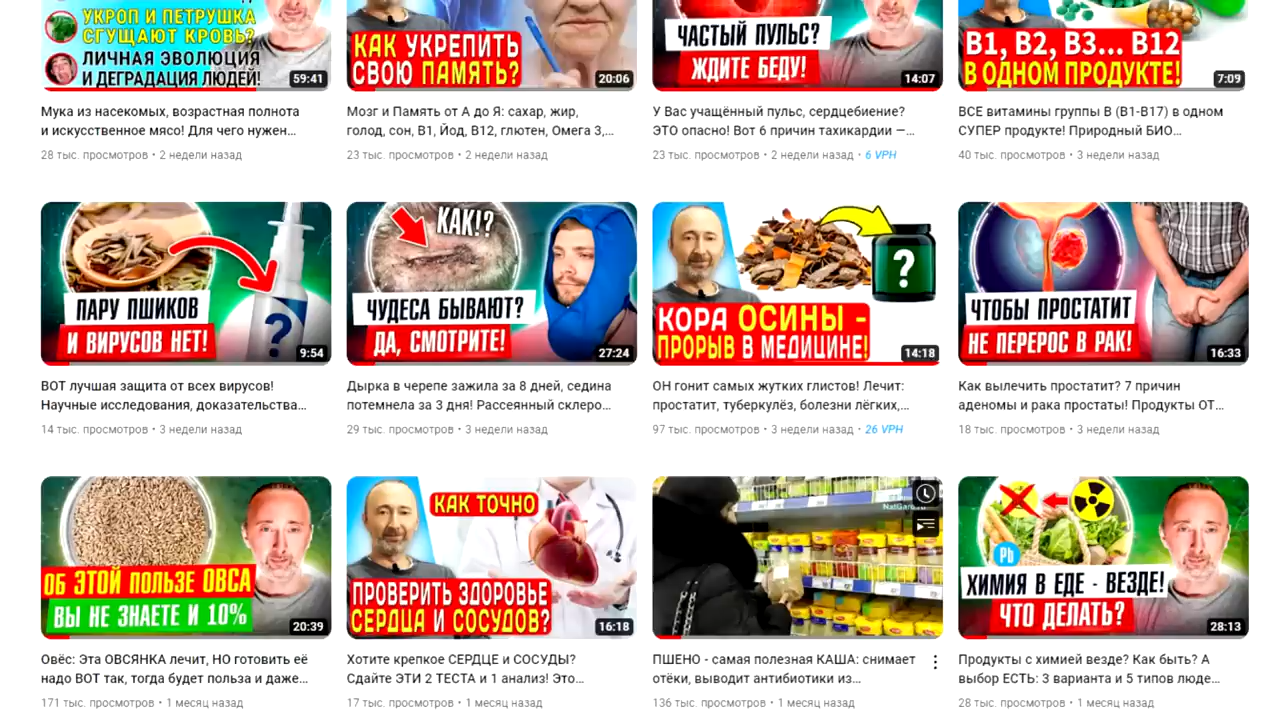 УКРОП И ПЕТРУШКА
СГУЩАЮТ КРОВЬ?
ЛИЧНАЯ ЭВОЛЮЦИЯ
И ДЕГРАДАЦИЯ ЛЮДЕЙ!
59:41
КАК УКРЕПИТЬ
СВОЮ ПАМЯТЬ?
20:06
ЧАСТЫЙ ПУЛЬС?
ЖДИТЕ БЕДУ!
14:07
B1, B2, B3... B12
В ОДНОМ ПРОДУКТЕ!
7:09
Мука из насекомых, возрастная полнота
и искусственное мясо! Для чего нужен...
28 тыс. просмотров • 2 недели назад
Мозг и Память от А до Я: сахар, жир,
голод, сон, В1, Йод, В12, глютен, Омега 3,...
23 тыс. просмотров • 2 недели назад
У Вас учащённый пульс, сердцебиение?
ЭТО опасно! Вот 6 причин тахикардии —...
23 тыс. просмотров • 2 недели назад • 6 VPH
ВСЕ витамины группы В (В1-В17) в одном
СУПЕР продукте! Природный БИО...
40 тыс. просмотров • 3 недели назад
ПАРУ ПШИКОВ
И ВИРУСОВ НЕТ!
?
9:54
КАК!?
ЧУДЕСА БЫВАЮТ?
ДА, СМОТРИТЕ!
27:24
?
КОРА ОСИНЫ -
ПРОРЫВ В МЕДИЦИНЕ!
14:18
ЧТОБЫ ПРОСТАТИТ
НЕ ПЕРЕРОС В РАК!
16:33
ВОТ лучшая защита от всех вирусов!
Научные исследования, доказательства...
14 тыс. просмотров • 3 недели назад
Дырка в черепе зажила за 8 дней, седина
потемнела за 3 дня! Рассеянный склеро...
29 тыс. просмотров • 3 недели назад
ОН гонит самых жутких глистов! Лечит:
простатит, туберкулёз, болезни лёгких,...
97 тыс. просмотров • 3 недели назад • 26 VPH
Как вылечить простатит? 7 причин
аденомы и рака простаты! Продукты ОТ...
18 тыс. просмотров • 3 недели назад
ОБ ЭТОЙ ПОЛЬЗЕ ОВСА
ВЫ НЕ ЗНАЕТЕ И 10%
20:39
КАК ТОЧНО
ПРОВЕРИТЬ ЗДОРОВЬЕ
СЕРДЦА И СОСУДОВ?
16:18
Pb
ХИМИЯ В ЕДЕ - ВЕЗДЕ!
ЧТО ДЕЛАТЬ?
28:13
Овёс: Эта ОВСЯНКА лечит, НО готовить её
надо ВОТ так, тогда будет польза и даже...
171 тыс. просмотров • 1 месяц назад
Хотите крепкое СЕРДЦЕ и СОСУДЫ?
Сдайте ЭТИ 2 ТЕСТА и 1 анализ! Это...
17 тыс. просмотров • 1 месяц назад
ПШЕНО - самая полезная КАША: снимает
отёки, выводит антибиотики из...
136 тыс. просмотров • 1 месяц назад
Продукты с химией везде? Как быть? А
выбор ЕСТЬ: 3 варианта и 5 типов люде...
28 тыс. просмотров • 1 месяц назад